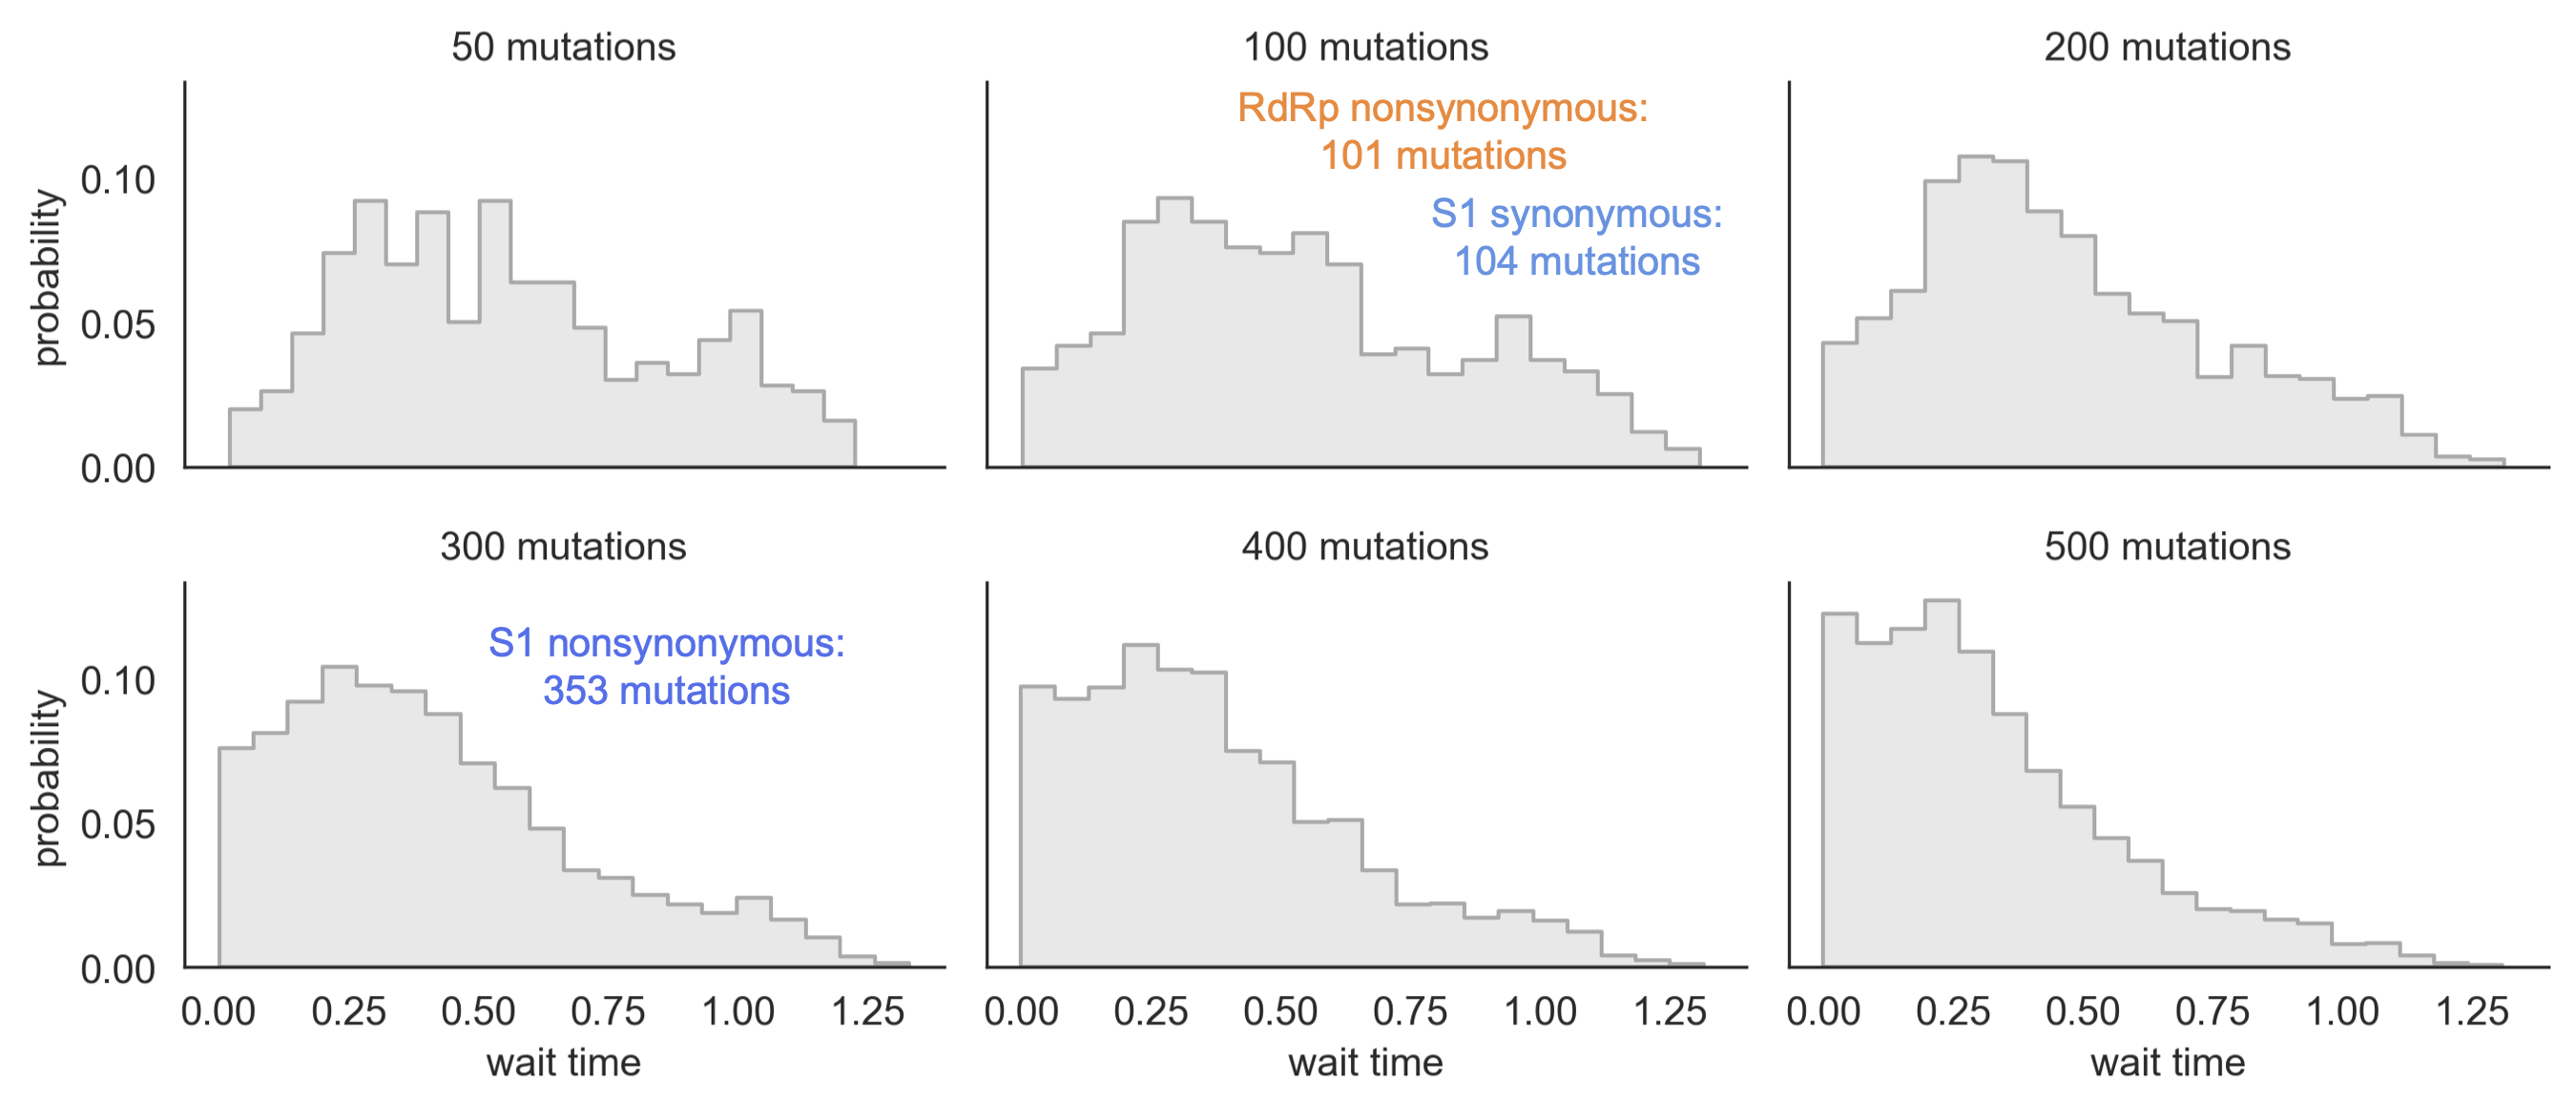 50 mutations
100 mutations
200 mutations
RdRp nonsynonymous:
101 mutations
S1 synonymous:
104 mutations
probability
0.10
0.05
0.00
300 mutations
400 mutations
500 mutations
S1 nonsynonymous:
353 mutations
probability
0.10
0.05
0.00
0.00 0.25 0.50 0.75 1.00 1.25
0.00 0.25 0.50 0.75 1.00 1.25
0.00 0.25 0.50 0.75 1.00 1.25
wait time
wait time
wait time